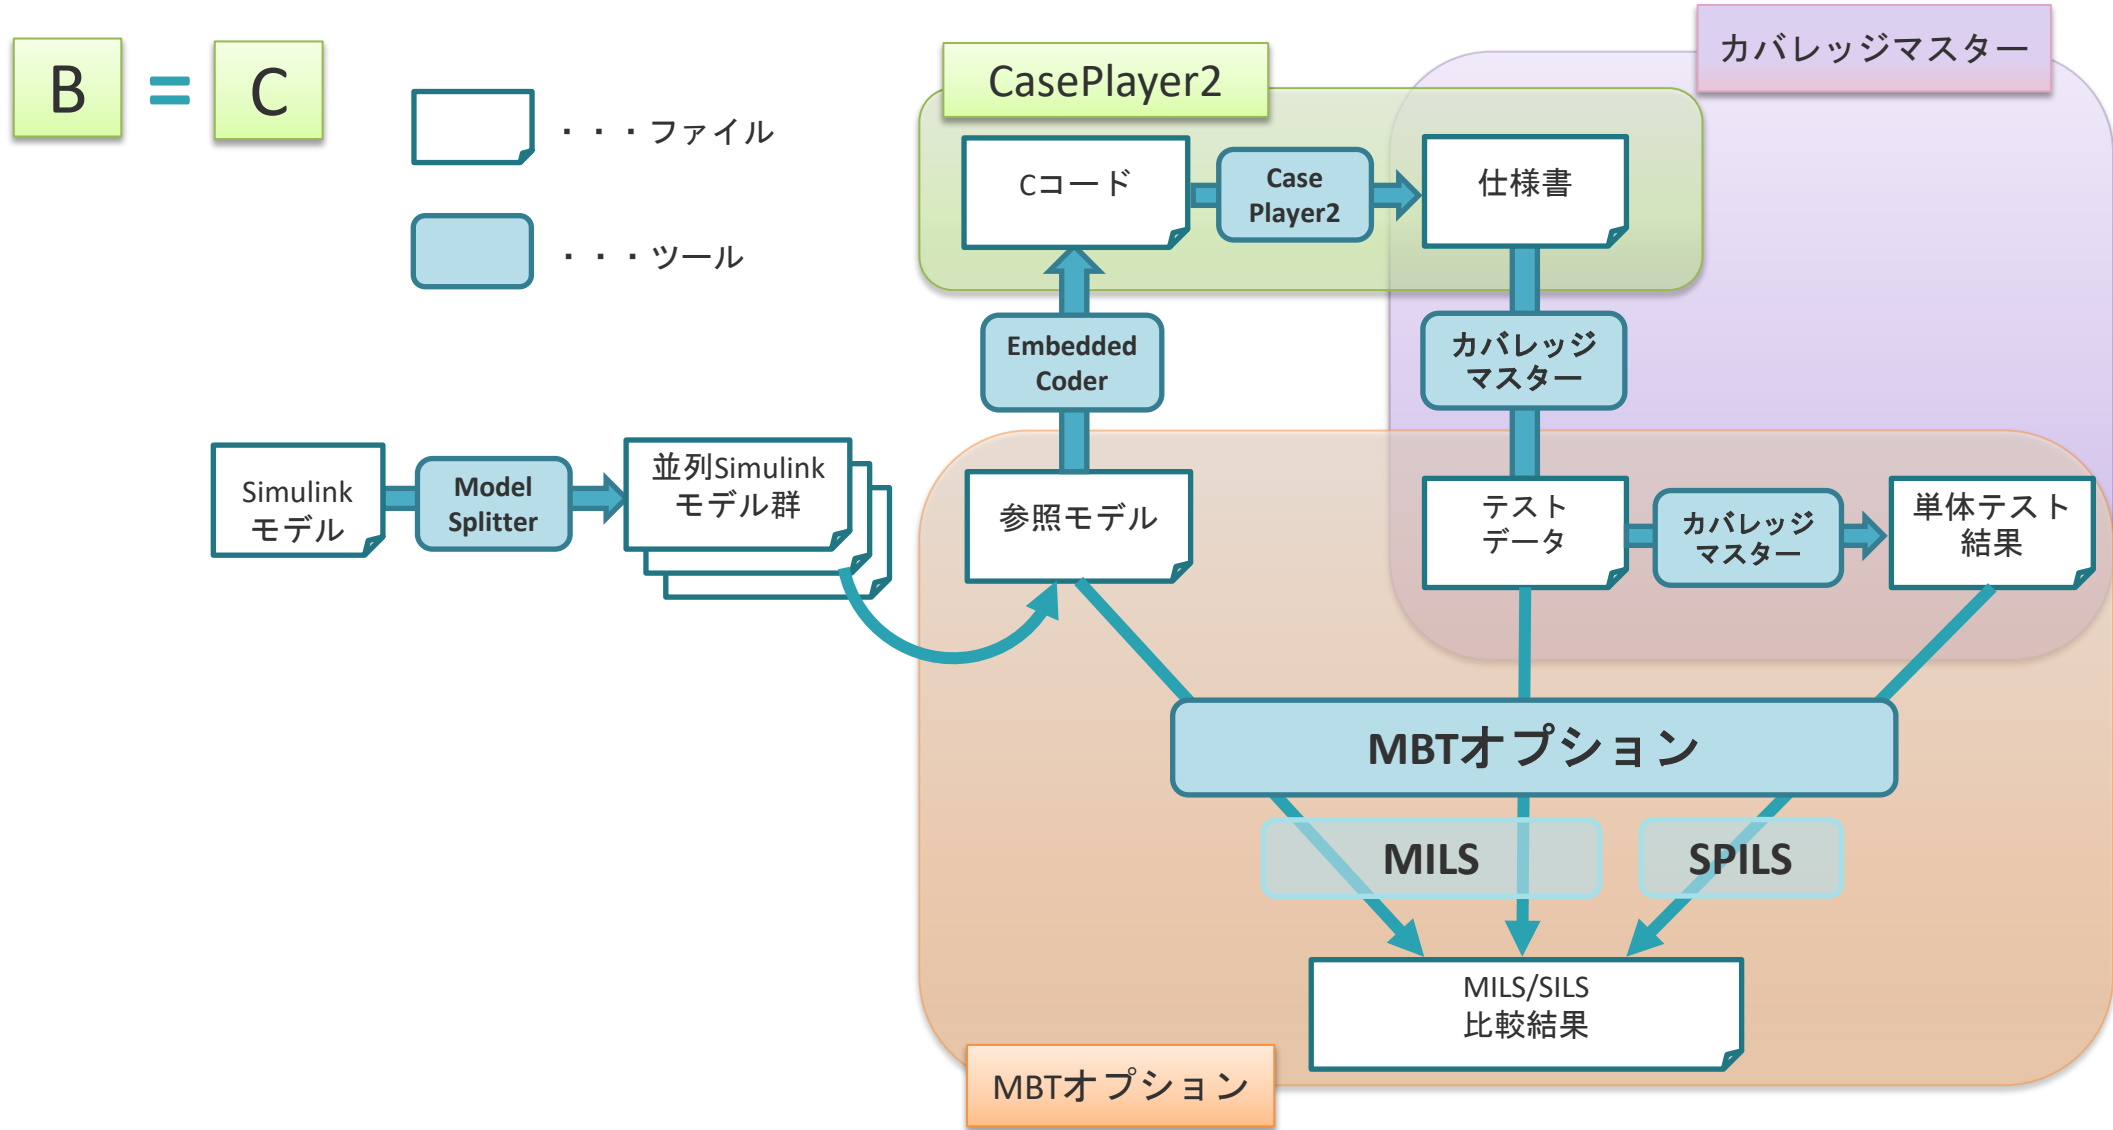 B = C
・・・ファイル
・・・ツール
CasePlayer2
カバレッジマスター
Cコード
Case
Player2
仕様書
Embedded
Coder
カバレッジ
マスター
Simulink
モデル
Model
Splitter
並列Simulink
モデル群
参照モデル
テスト
データ
カバレッジ
マスター
単体テスト
結果
MBTオプション
MILS
SPILS
MILS/SILS
比較結果
MBTオプション